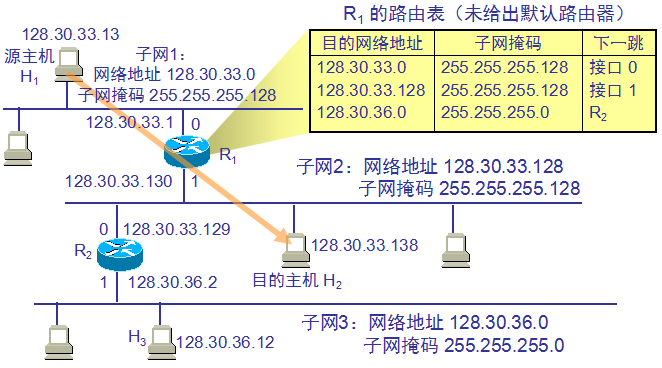 R1 的路由表（未给出默认路由器）
目的网络地址 子网掩码 下一跳
128.30.33.0 255.255.255.128 接口 0
128.30.33.128 255.255.255.128 接口 1
128.30.36.0 255.255.255.0 R2
128.30.33.13
源主机
H1
子网1：
网络地址 128.30.33.0
子网掩码 255.255.255.128
128.30.33.1 0
R1
128.30.33.130 1
子网2：网络地址 128.30.33.128
子网掩码 255.255.255.128
0 128.30.33.129
R2
128.30.33.138
1 128.30.36.2
目的主机 H2
子网3：网络地址 128.30.36.0
子网掩码 255.255.255.0
H3 128.30.36.12